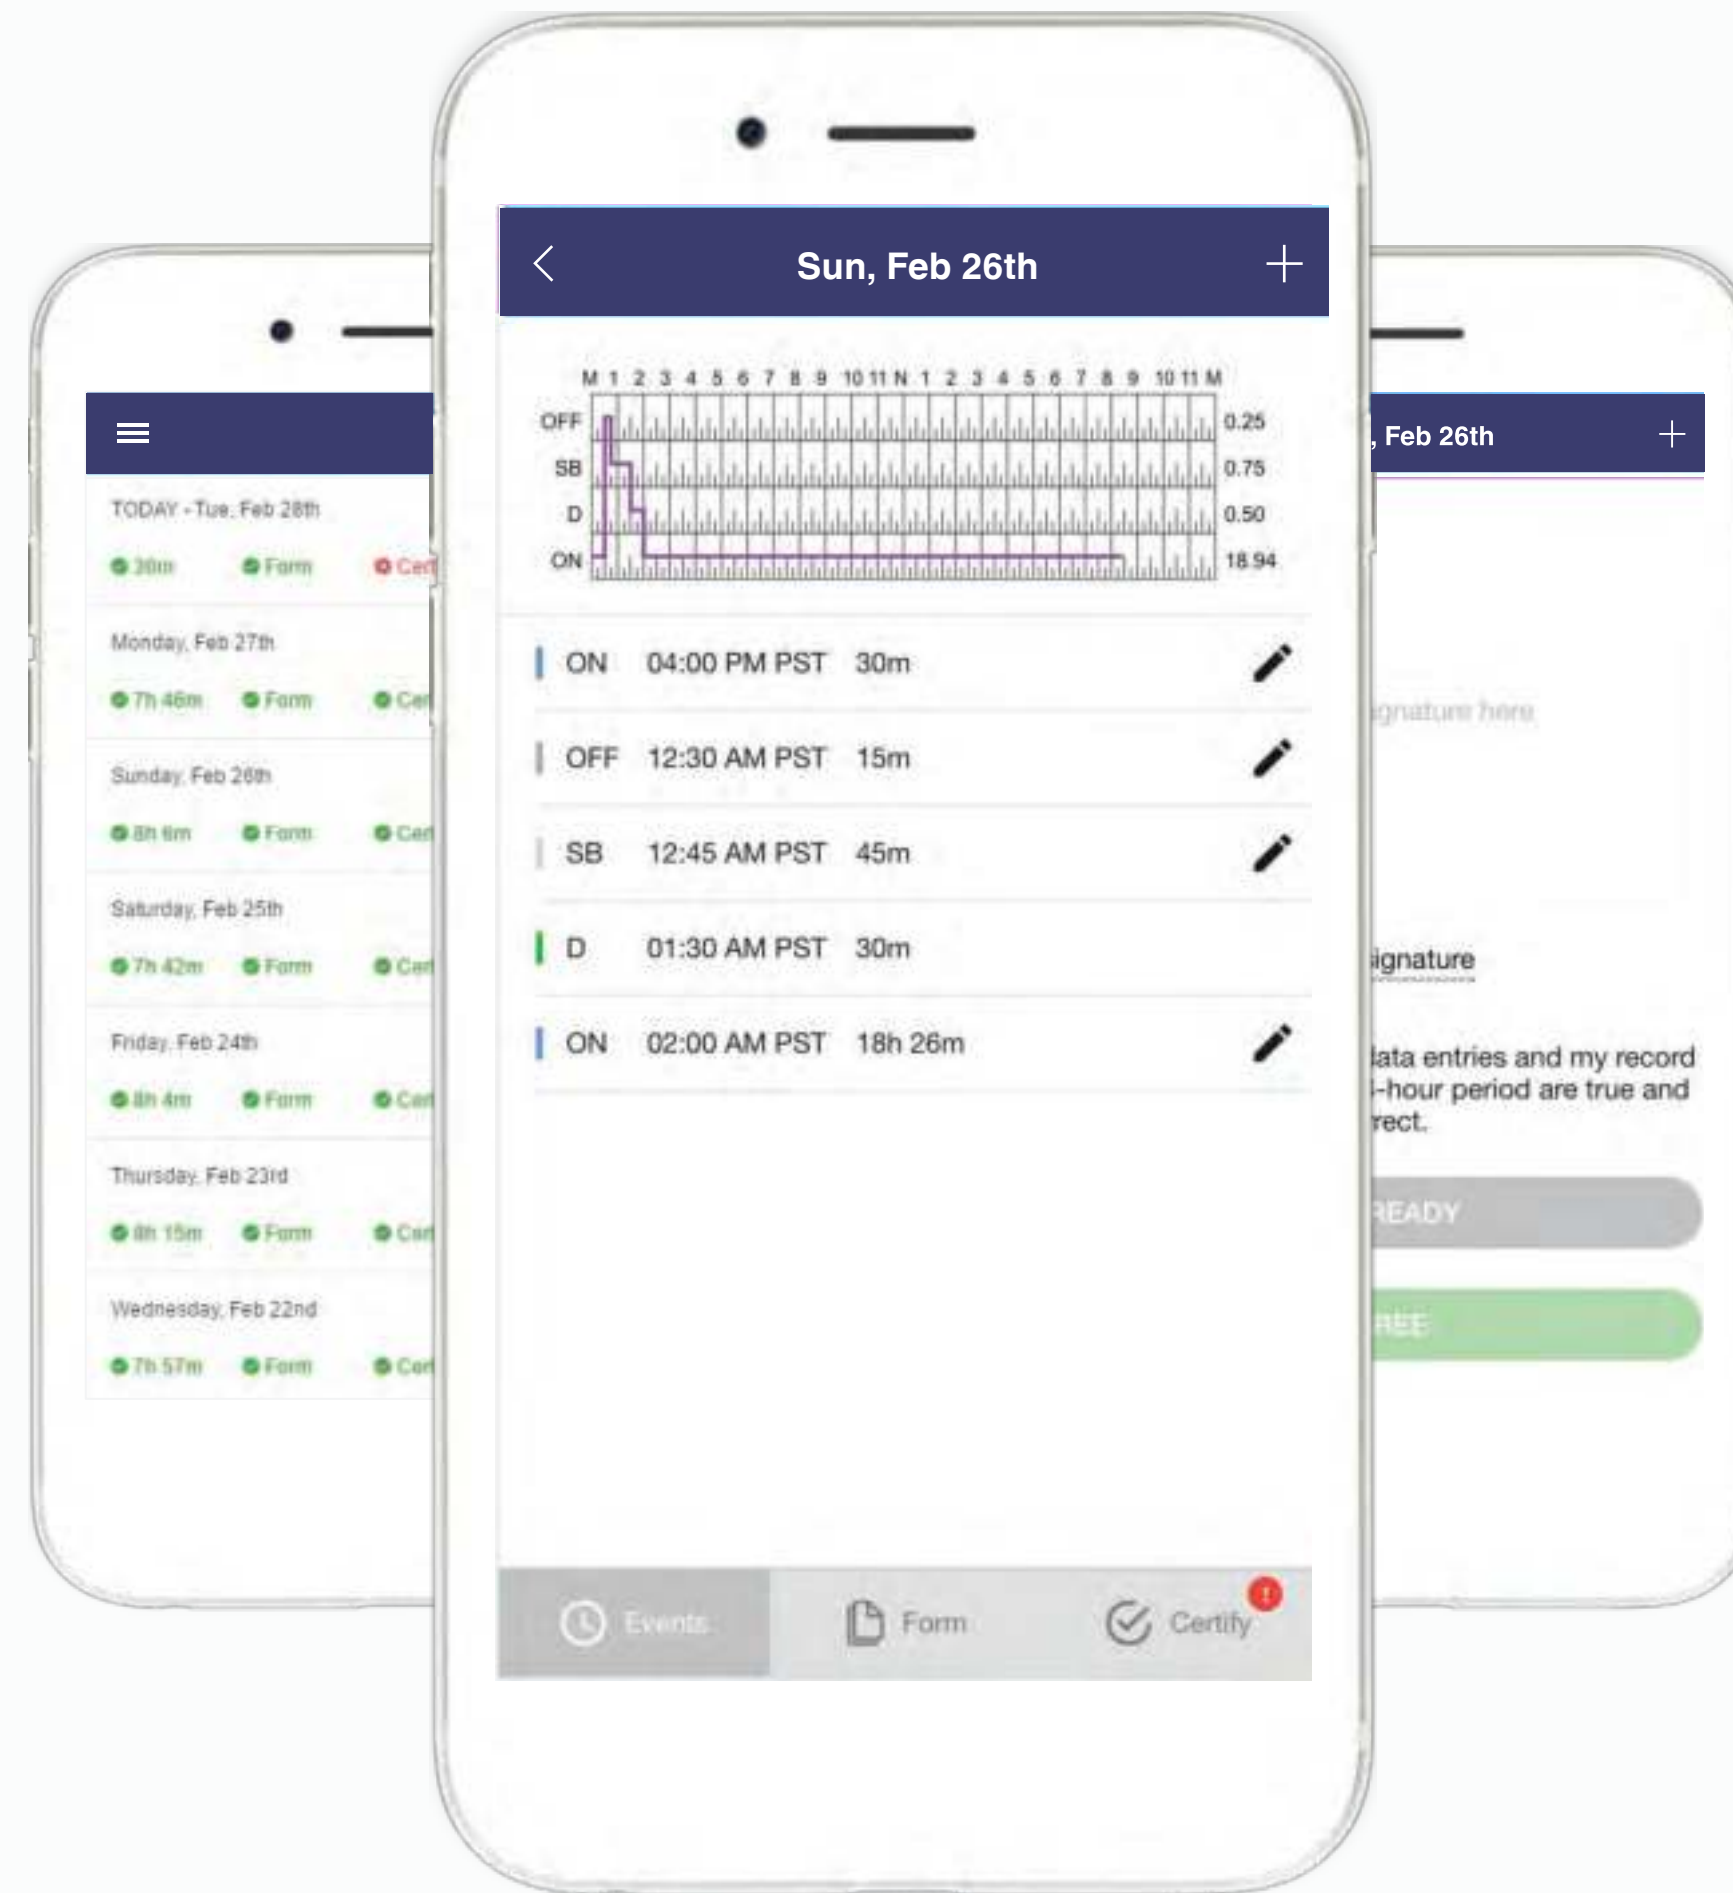 TODAY - Tue, Feb 28th
30m Form
Monday, Feb 27th
7h 46m Form
Sunday, Feb 26th
8h 6m Form
Saturday, Feb 25th
7h 42m Form
Friday, Feb 24th
8h 4m Form
Thursday, Feb 23rd
8h 15m Form
Wednesday, Feb 22nd
7h 57m Form
Sun, Feb 26th
M 1 2 3 4 5 6 7 8 9 10 11 N 1 2 3 4 5 6 7 8 9 10 11 M
OFF 0.25
SB 0.75
D 0.50
ON 18.94
ON 04:00 PM PST 30m
OFF 12:30 AM PST 15m
SB 12:45 AM PST 45m
D 01:30 AM PST 30m
ON 02:00 AM PST 18h 26m
Events Form Certify !
, Feb 26th
ignature here
ignature
data entries and my record
-hour period are true and
rrect.
READY
REE